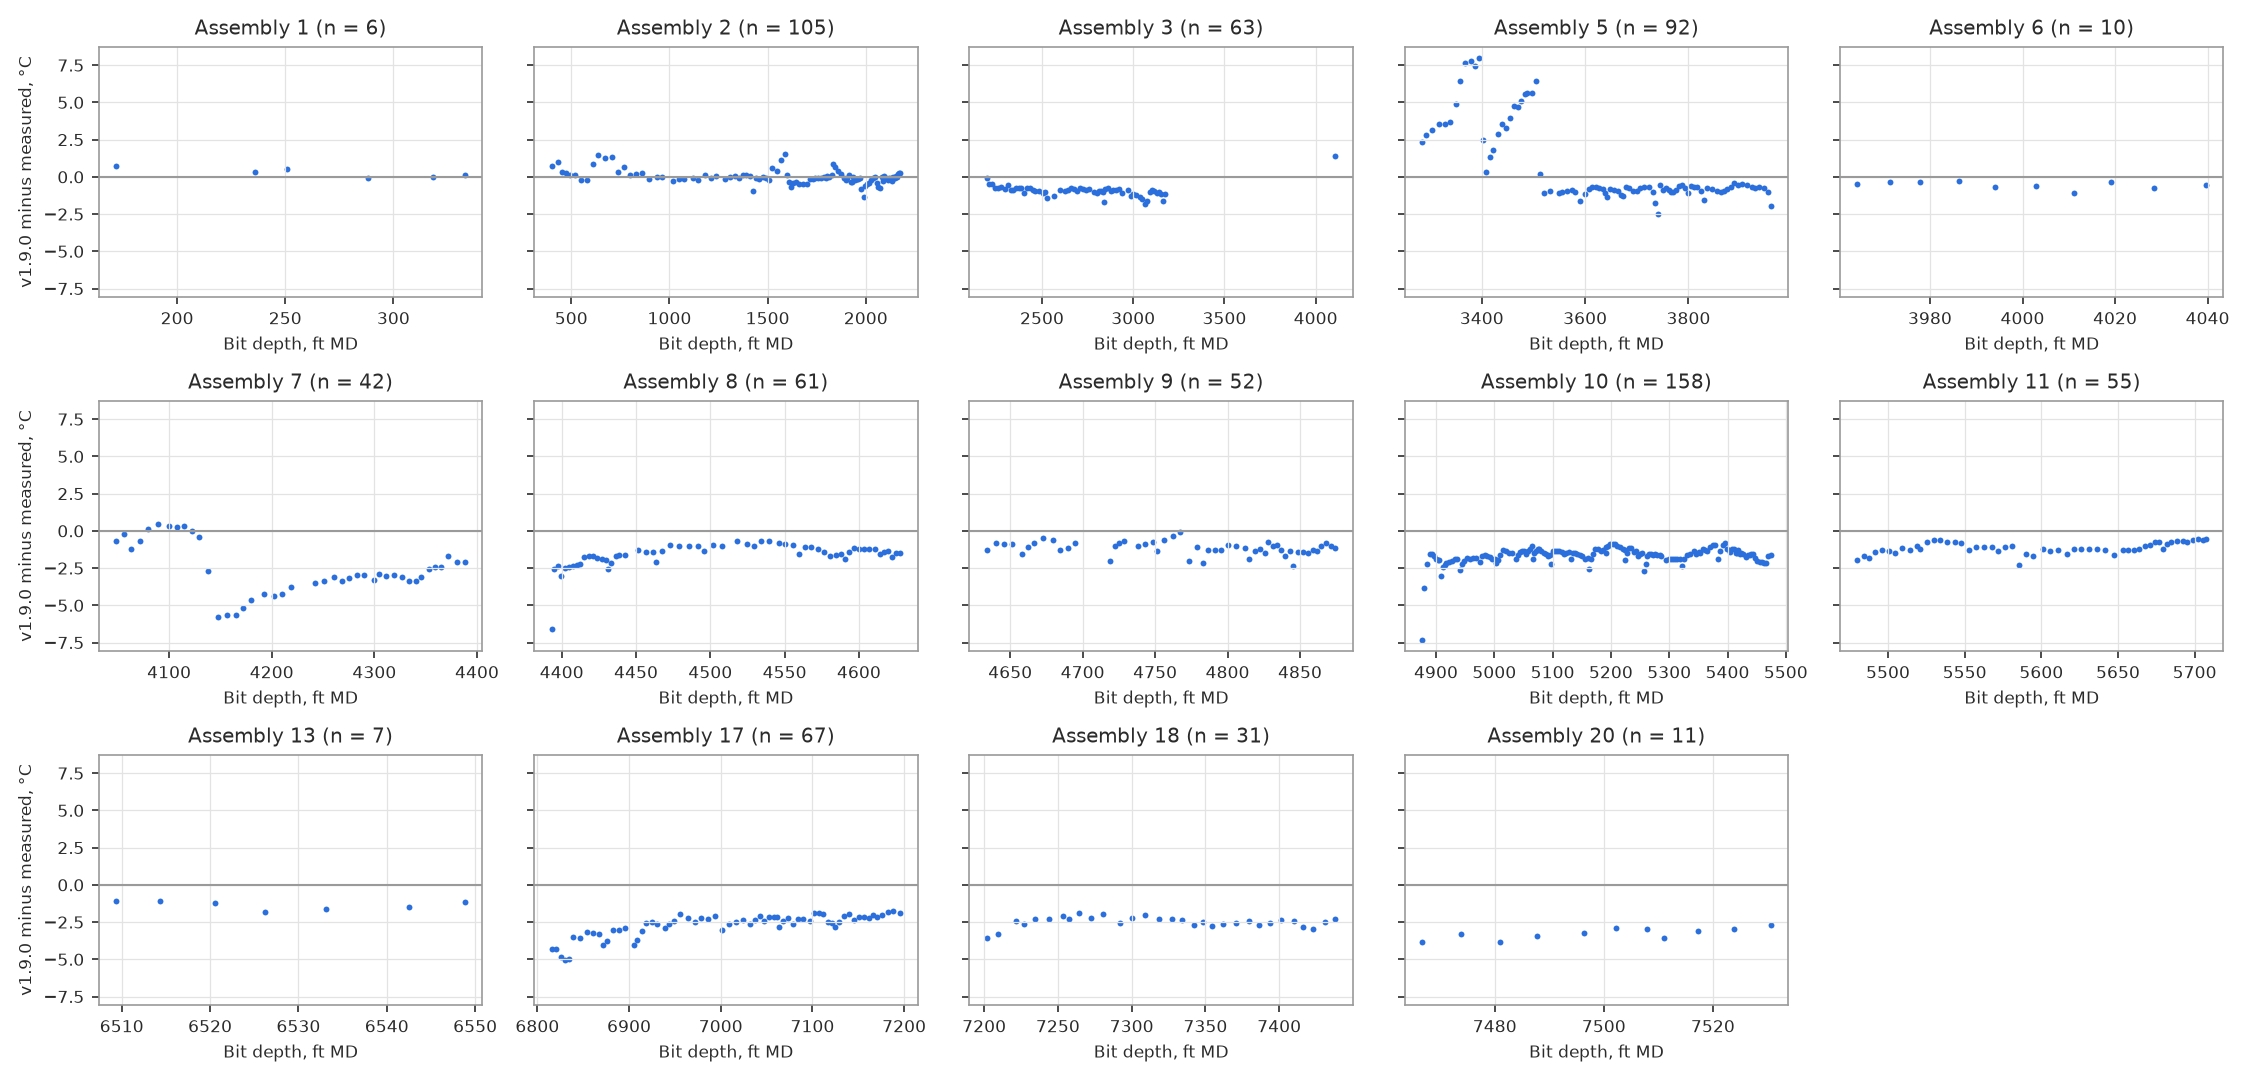 Assembly 1 (n = 6)
Assembly 2 (n = 105)
Assembly 3 (n = 63)
Assembly 5 (n = 92)
Assembly 6 (n = 10)
v1.9.0 minus measured, °C
7.5
5.0
2.5
0.0
−2.5
−5.0
−7.5
200 250 300
500 1000 1500 2000
2500 3000 3500 4000
3400 3600 3800
3980 4000 4020 4040
Bit depth, ft MD
Bit depth, ft MD
Bit depth, ft MD
Bit depth, ft MD
Bit depth, ft MD
Assembly 7 (n = 42)
Assembly 8 (n = 61)
Assembly 9 (n = 52)
Assembly 10 (n = 158)
Assembly 11 (n = 55)
v1.9.0 minus measured, °C
7.5
5.0
2.5
0.0
−2.5
−5.0
−7.5
4100 4200 4300 4400
4400 4450 4500 4550 4600
4650 4700 4750 4800 4850
4900 5000 5100 5200 5300 5400 5500
5500 5550 5600 5650 5700
Bit depth, ft MD
Bit depth, ft MD
Bit depth, ft MD
Bit depth, ft MD
Bit depth, ft MD
Assembly 13 (n = 7)
Assembly 17 (n = 67)
Assembly 18 (n = 31)
Assembly 20 (n = 11)
v1.9.0 minus measured, °C
7.5
5.0
2.5
0.0
−2.5
−5.0
−7.5
6510 6520 6530 6540 6550
6800 6900 7000 7100 7200
7200 7250 7300 7350 7400
7480 7500 7520
Bit depth, ft MD
Bit depth, ft MD
Bit depth, ft MD
Bit depth, ft MD